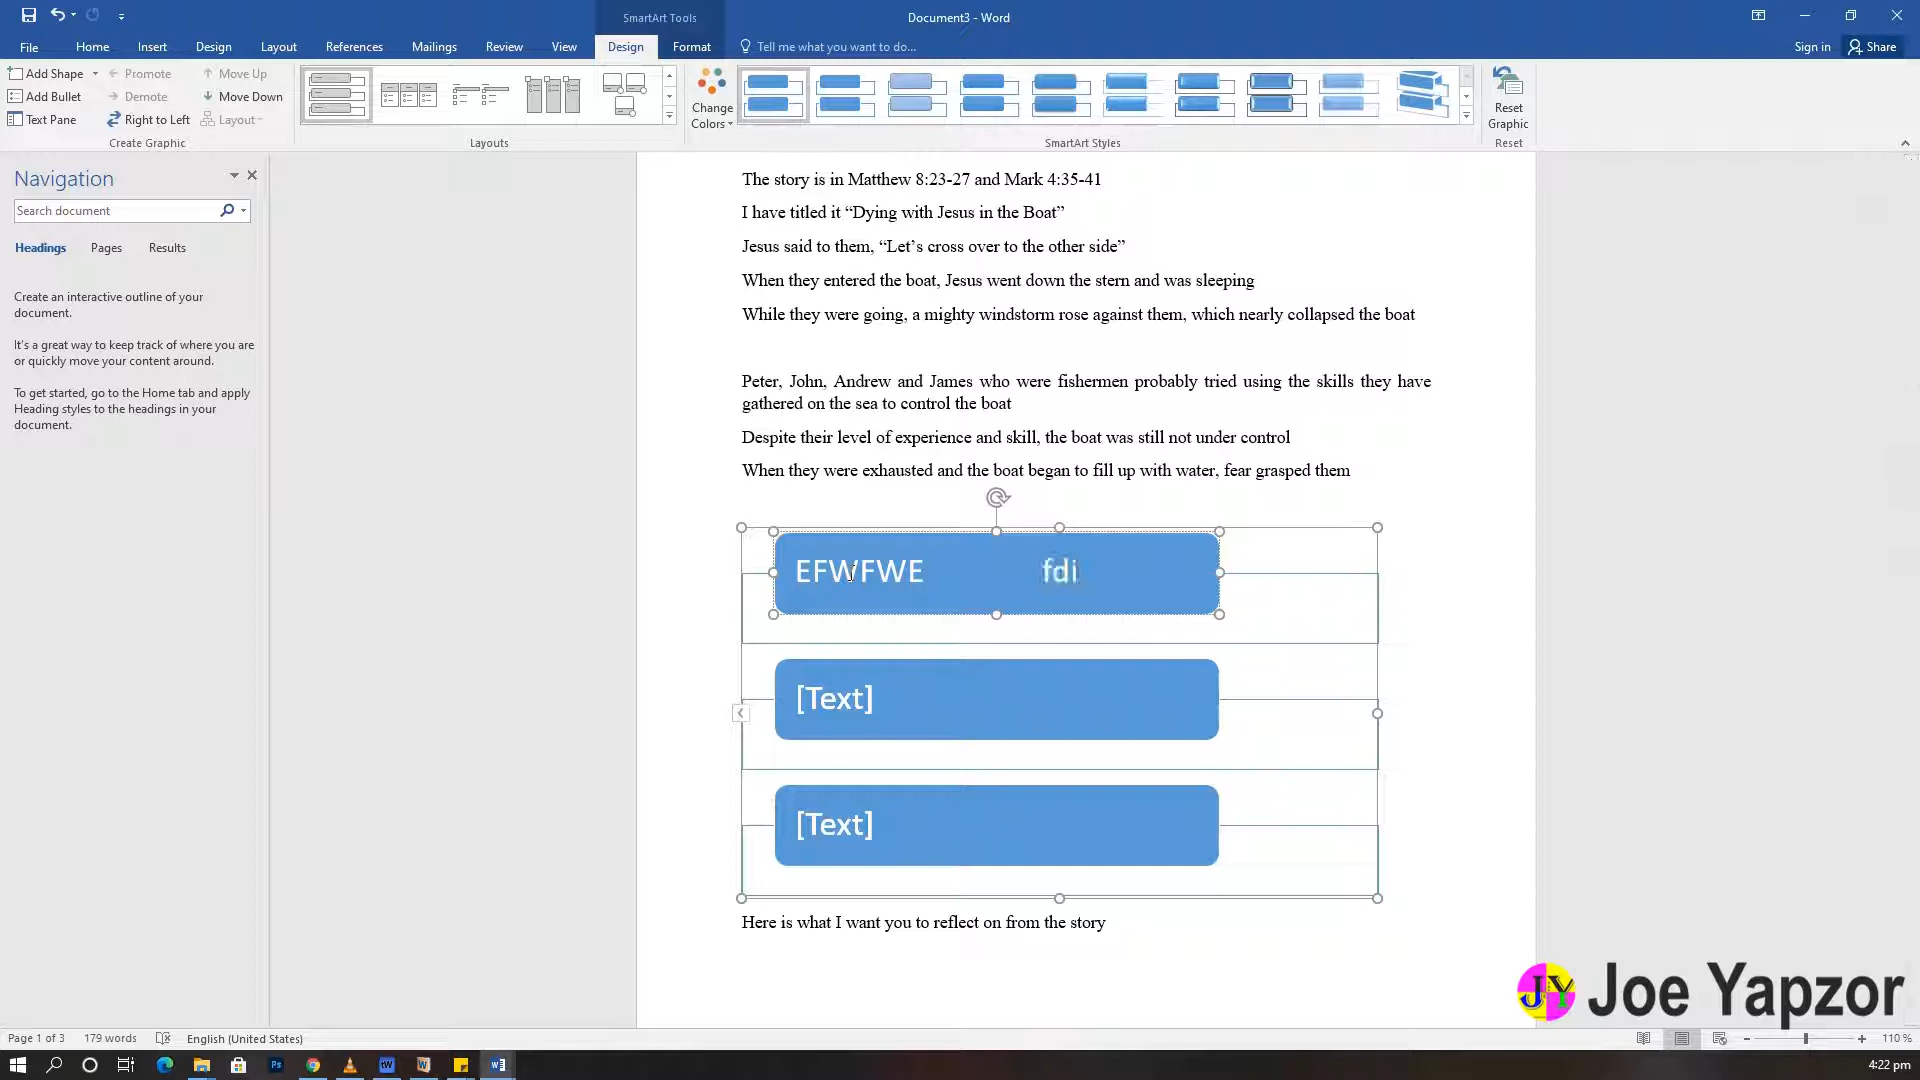 SmartArt Tools
Document3 - Word
File Home Insert Design Layout References Mailings Review View Design Format Tell me what you want to do... Sign in Share
Add Shape Promote Move Up
Add Bullet Demote Move Down
Text Pane Right to Left Layout
Create Graphic
Layouts
Change
Colors
SmartArt Styles
Reset
Graphic
Reset
Navigation
Search document
Headings Pages Results
Create an interactive outline of your
document.
It's a great way to keep track of where you are
or quickly move your content around.
To get started, go to the Home tab and apply
Heading styles to the headings in your
document.
The story is in Matthew 8:23-27 and Mark 4:35-41
I have titled it “Dying with Jesus in the Boat”
Jesus said to them, “Let’s cross over to the other side”
When they entered the boat, Jesus went down the stern and was sleeping
While they were going, a mighty windstorm rose against them, which nearly collapsed the boat
Peter, John, Andrew and James who were fishermen probably tried using the skills they have
gathered on the sea to control the boat
Despite their level of experience and skill, the boat was still not under control
When they were exhausted and the boat began to fill up with water, fear grasped them
EFWFWE fdi
[Text]
[Text]
Here is what I want you to reflect on from the story
JY Joe Yapzor
Page 1 of 3 179 words English (United States) 110 %
4:22 pm